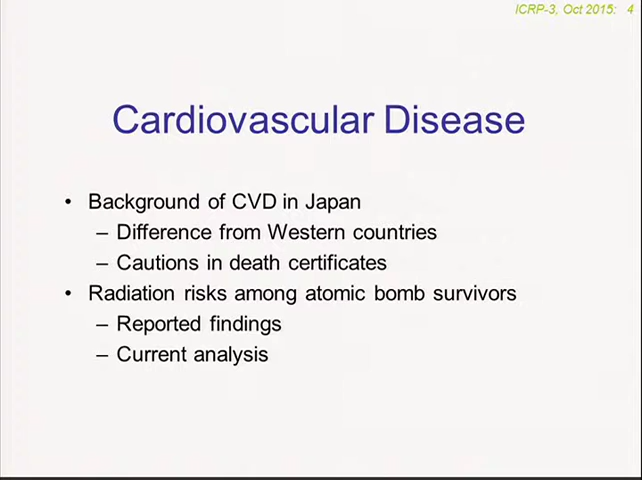 ICRP-3, Oct 2015: 4
Cardiovascular Disease
• Background of CVD in Japan
– Difference from Western countries
– Cautions in death certificates
• Radiation risks among atomic bomb survivors
– Reported findings
– Current analysis